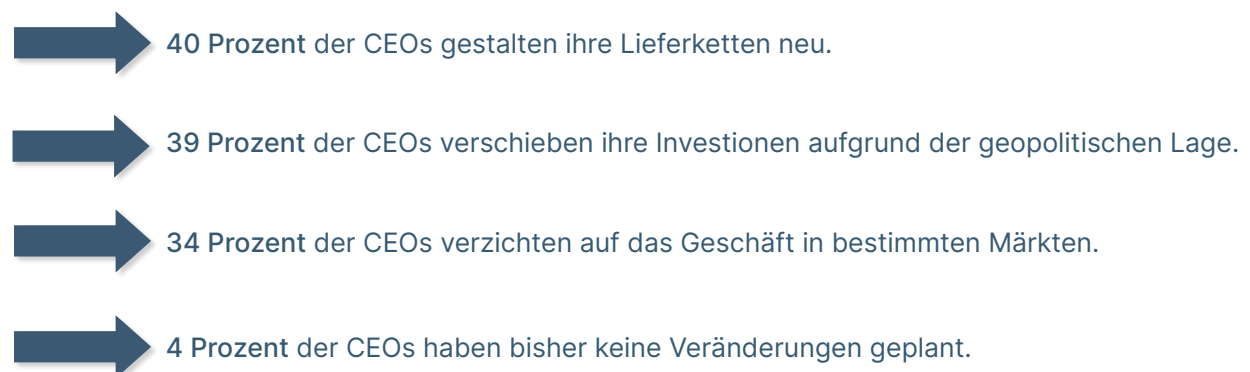 40 Prozent der CEOs gestalten ihre Lieferketten neu.
39 Prozent der CEOs verschieben ihre Investionen aufgrund der geopolitischen Lage.
34 Prozent der CEOs verzichten auf das Geschäft in bestimmten Märkten.
4 Prozent der CEOs haben bisher keine Veränderungen geplant.